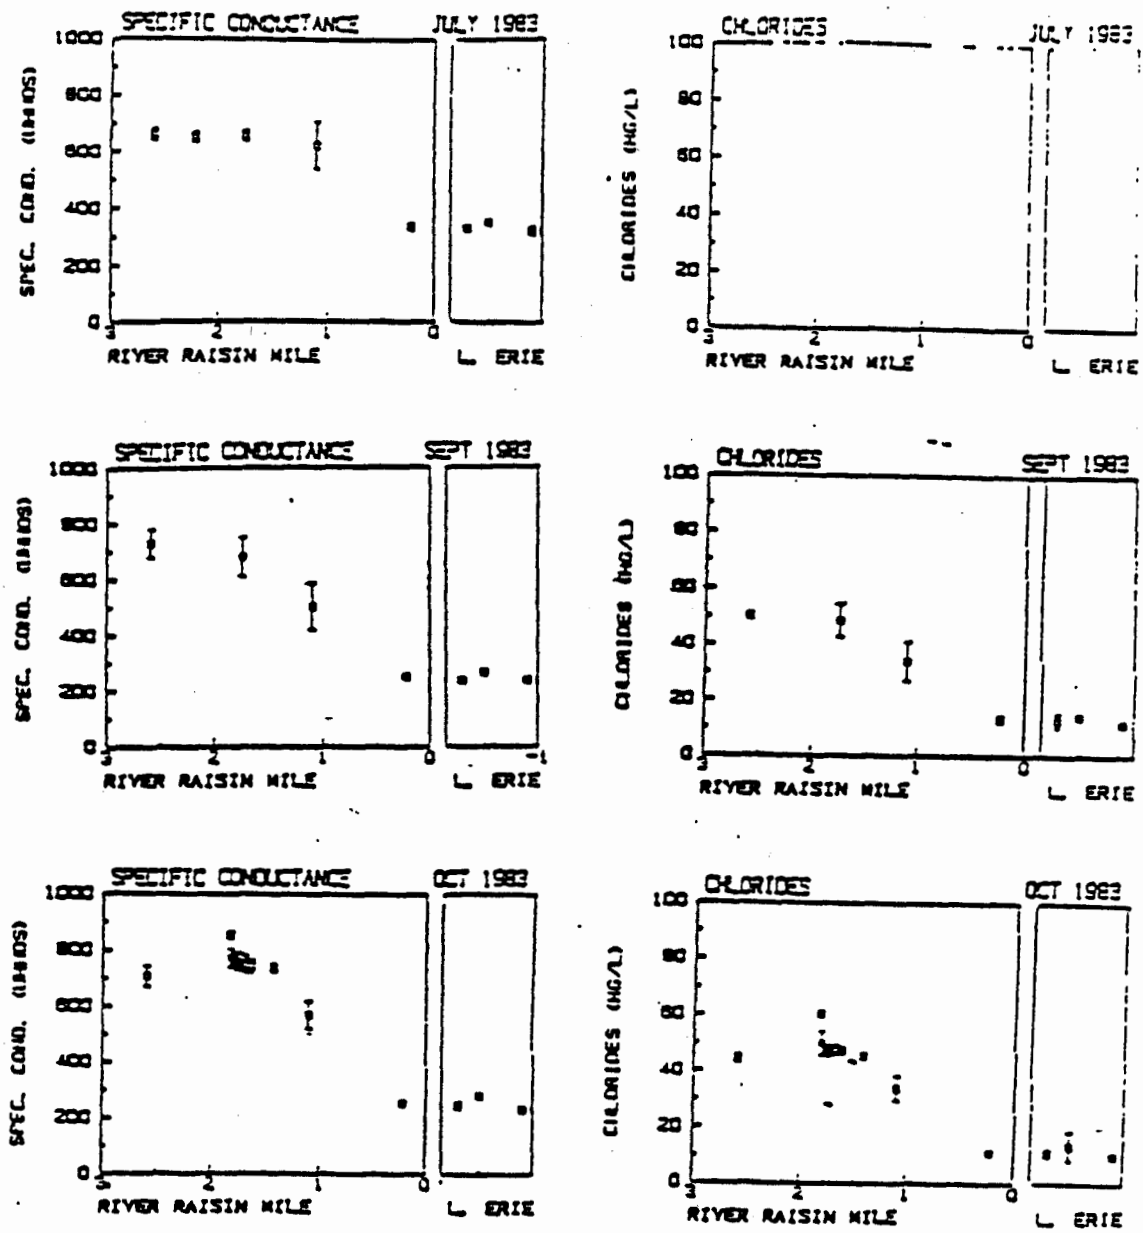 SPECIFIC CONDUCTANCE JULY 1983
1000
800
600
400
200
0
SPEC. COND. (UMHOS)
3 2 1 0
RIVER RAISIN MILE L. ERIE
CHLORIDES JULY 1983
100
80
60
40
20
0
CHLORIDES (MG/L)
3 2 1 0
RIVER RAISIN MILE L. ERIE
SPECIFIC CONDUCTANCE SEPT 1983
1000
800
600
400
200
0
SPEC. COND. (UMHOS)
3 2 1 0 -1
RIVER RAISIN MILE L. ERIE
CHLORIDES SEPT 1983
100
80
60
40
20
0
CHLORIDES (MG/L)
3 2 1 0
RIVER RAISIN MILE L. ERIE
SPECIFIC CONDUCTANCE OCT 1983
1000
800
600
400
200
0
SPEC. COND. (UMHOS)
3 2 1 0
RIVER RAISIN MILE L. ERIE
CHLORIDES OCT 1983
100
80
60
40
20
0
CHLORIDES (MG/L)
3 2 1 0
RIVER RAISIN MILE L. ERIE